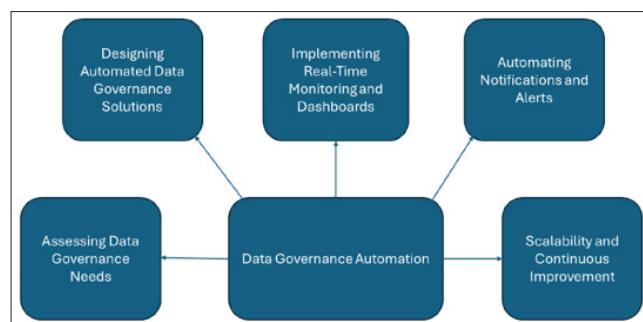 Designing
Automated Data
Governance
Solutions
Implementing
Real-Time
Monitoring and
Dashboards
Automating
Notifications and
Alerts
Assessing Data
Governance
Needs
Data Governance Automation
Scalability and
Continuous
Improvement